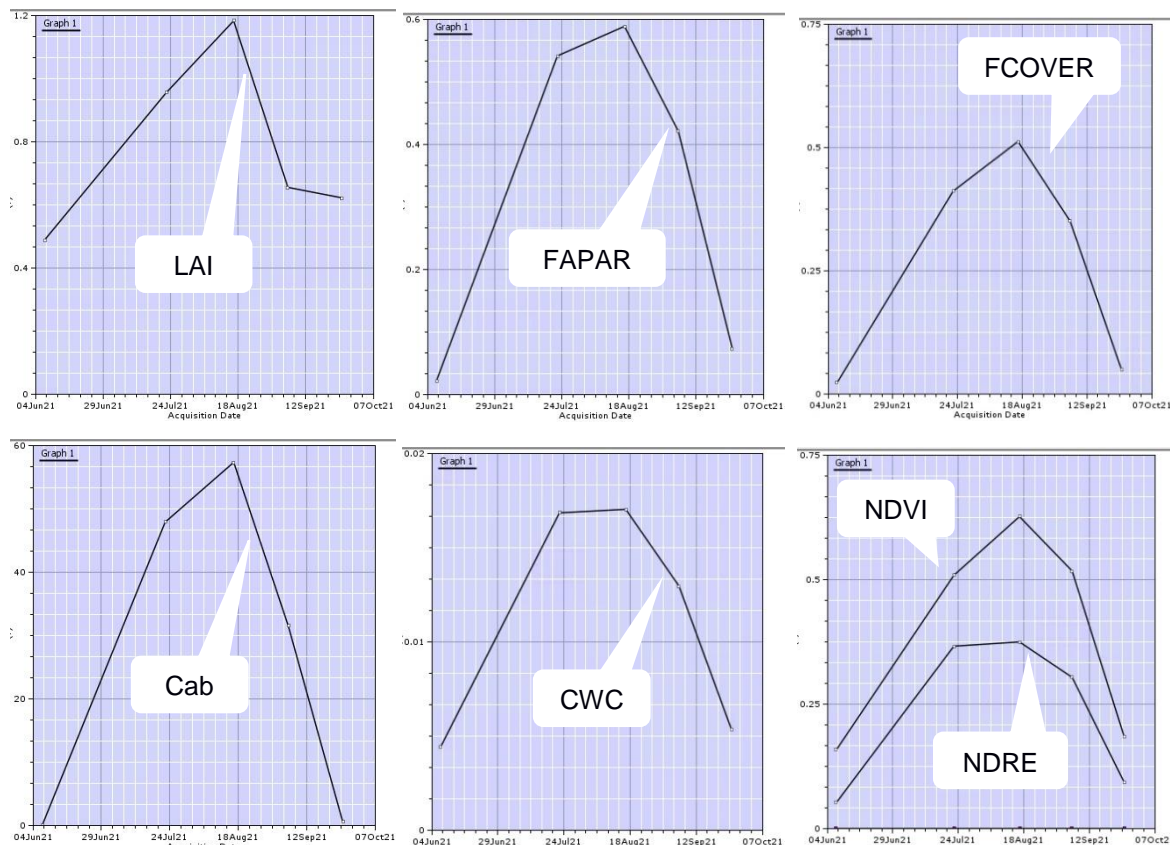 1.2
Graph 1
LAI
0.8
0.4
0
04Jun21 29Jun21 24Jul21 18Aug21 12Sep21 07Oct21
Acquisition Date
0.6
Graph 1
FAPAR
0.4
0.2
0
04Jun21 29Jun21 24Jul21 18Aug21 12Sep21 07Oct21
Acquisition Date
0.75
Graph 1
FCOVER
0.5
0.25
0
04Jun21 29Jun21 24Jul21 18Aug21 12Sep21 07Oct21
Acquisition Date
60
Graph 1
Cab
40
20
0
04Jun21 29Jun21 24Jul21 18Aug21 12Sep21 07Oct21
0.02
Graph 1
CWC
0.01
0
04Jun21 29Jun21 24Jul21 18Aug21 12Sep21 07Oct21
0.75
Graph 1
NDVI
0.5
0.25
NDRE
0
04Jun21 29Jun21 24Jul21 18Aug21 12Sep21 07Oct21